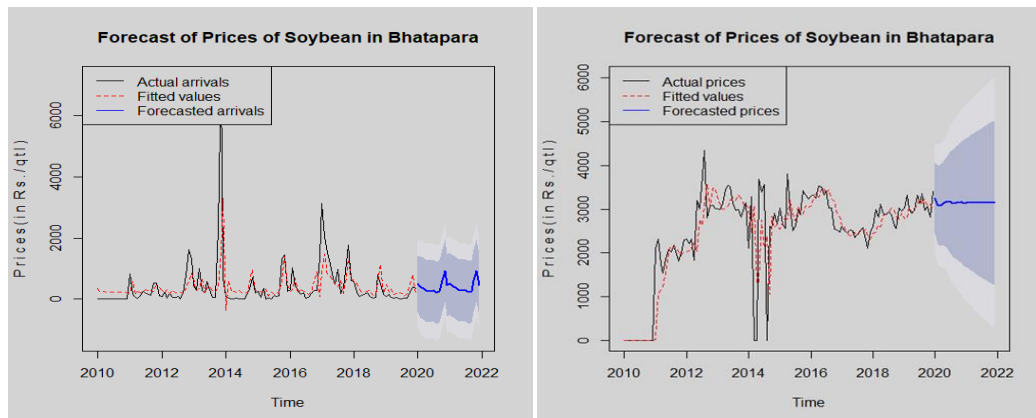 Forecast of Prices of Soybean in Bhatapara
Actual arrivals
Fitted values
Forecasted arrivals
Prices(in Rs./qtl)
6000
4000
2000
0
2010 2012 2014 2016 2018 2020 2022
Time
Forecast of Prices of Soybean in Bhatapara
Actual prices
Fitted values
Forecasted prices
Prices(in Rs./qtl)
6000
5000
4000
3000
2000
1000
0
2010 2012 2014 2016 2018 2020 2022
Time